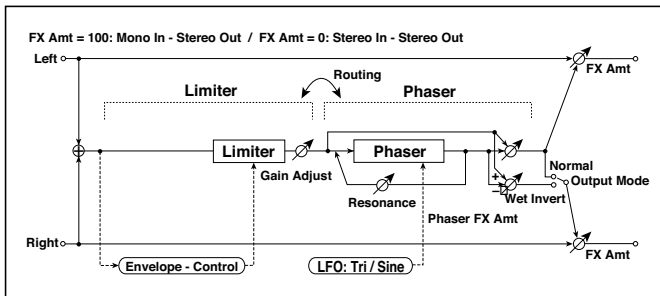 FX Amt = 100: Mono In - Stereo Out / FX Amt = 0: Stereo In - Stereo Out
Left
FX Amt
Routing
Limiter
Phaser
Limiter
Phaser
Gain Adjust
Resonance
Normal
Output Mode
+
−
Wet Invert
Phaser FX Amt
Right
FX Amt
Envelope - Control
LFO: Tri / Sine